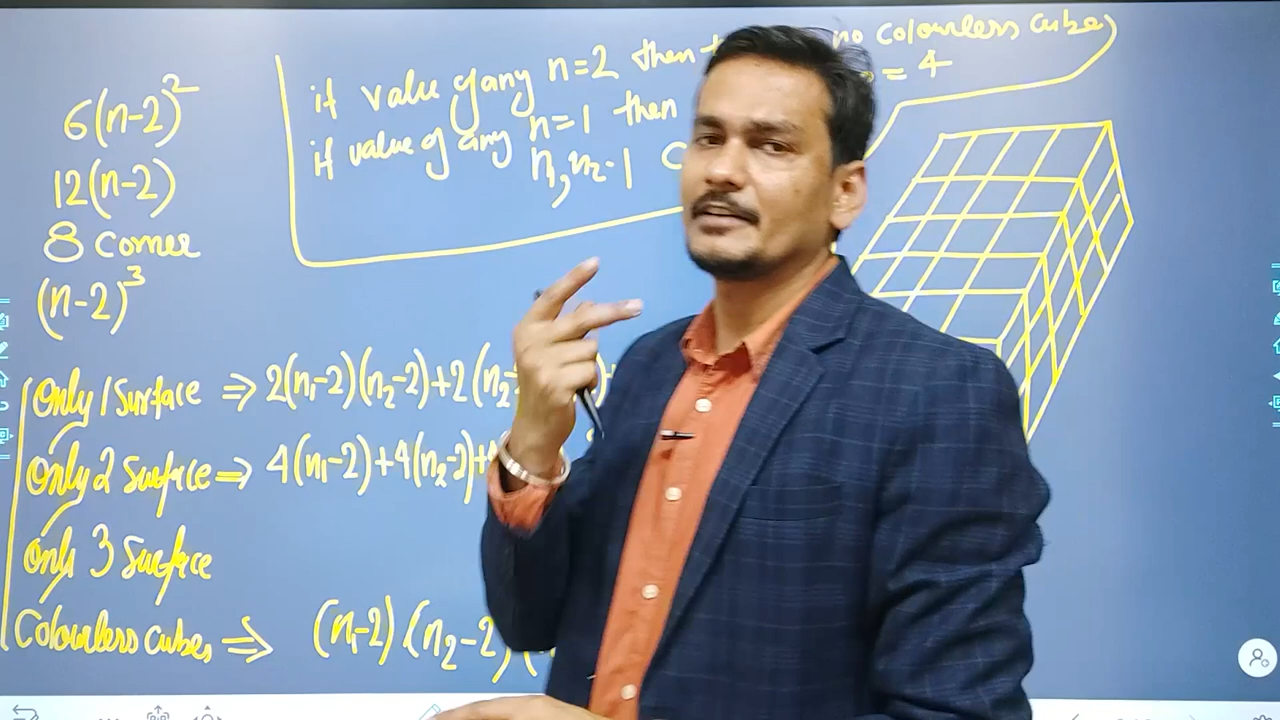 6(n-2)²
12(n-2)
8 Corner
(n-2)³
if value of any n=2 then no colourless cube
if value of any n=1 then = 4
n₁,n₂-1
Only 1 Surface ⇒ 2(n₁-2)(n₂-2)+2(n₂-
Only 2 Surface ⇒ 4(n₁-2)+4(n₂-2)+
Only 3 Surface
Colourless cubes ⇒ (n₁-2)(n₂-2)(